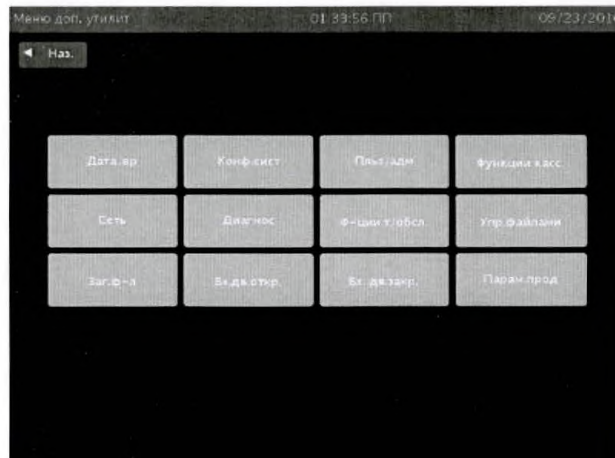 Меню доп. утилит 01:33:56 ПП 09/23/201
Наз.
Дата.вр Конф.сист Польз/адм Функции касс.
Сеть Диагнос Ф-ции т/обсл. Упр.файлами
Заг.ф-л Вх.дв.откр. Вх. дв.закр. Парам.прод